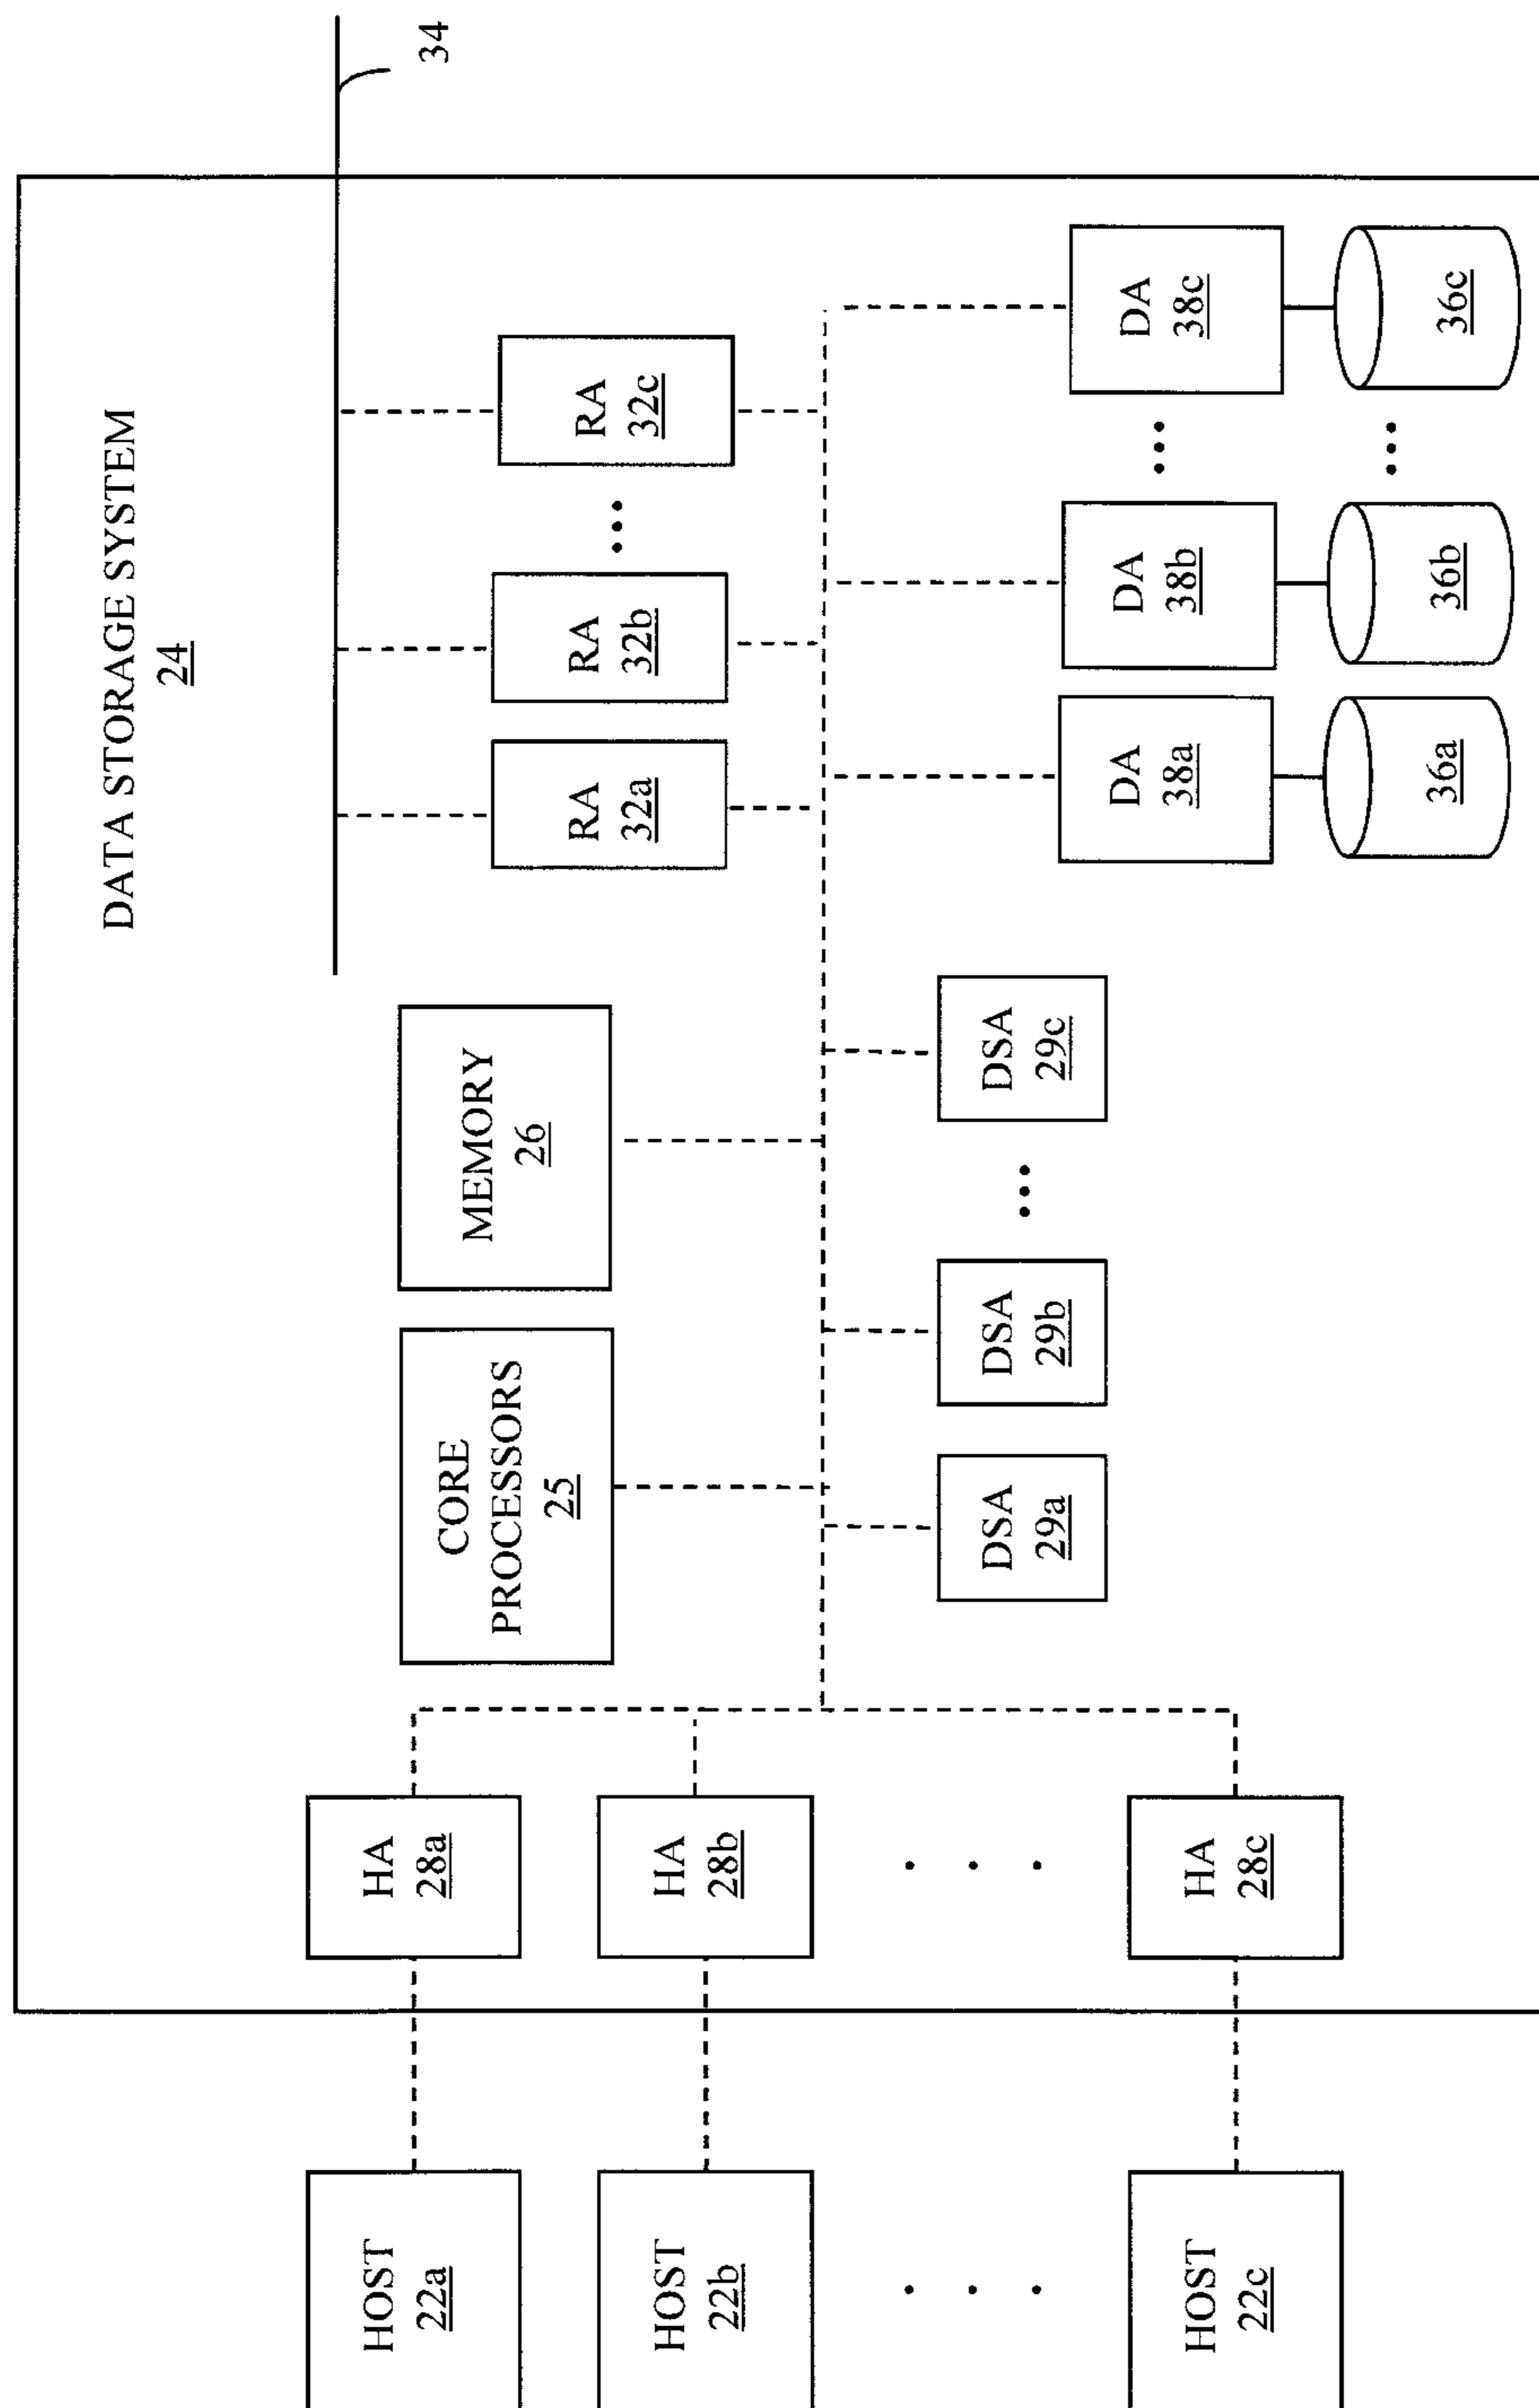 DATA STORAGE SYSTEM
24
34
HOST
22a
HOST
22b
HOST
22c
HA
28a
HA
28b
HA
28c
CORE
PROCESSORS
25
MEMORY
26
RA
32a
RA
32b
RA
32c
DSA
29a
DSA
29b
DSA
29c
DA
38a
DA
38b
DA
38c
36a
36b
36c